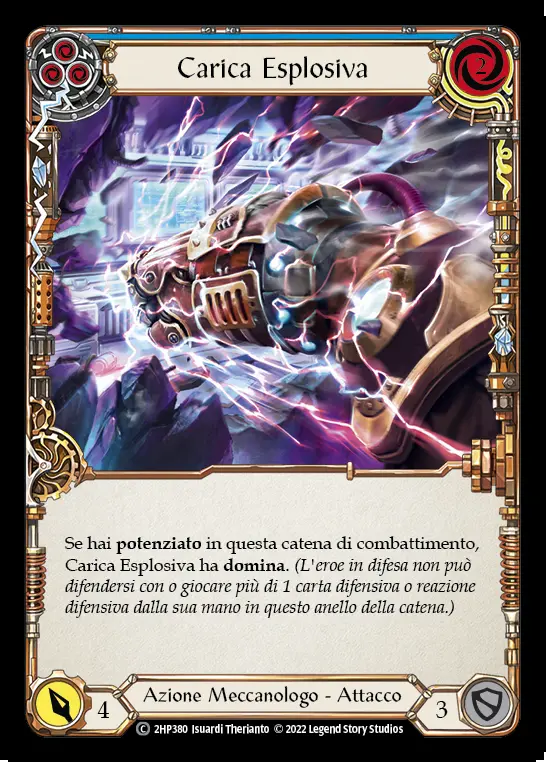 Carica Esplosiva
2
Se hai potenziato in questa catena di combattimento,
Carica Esplosiva ha domina. (L'eroe in difesa non può
difendersi con o giocare più di 1 carta difensiva o reazione
difensiva dalla sua mano in questo anello della catena.)
4
Azione Meccanologo - Attacco
3
C 2HP380 Isuardi Therianto © 2022 Legend Story Studios